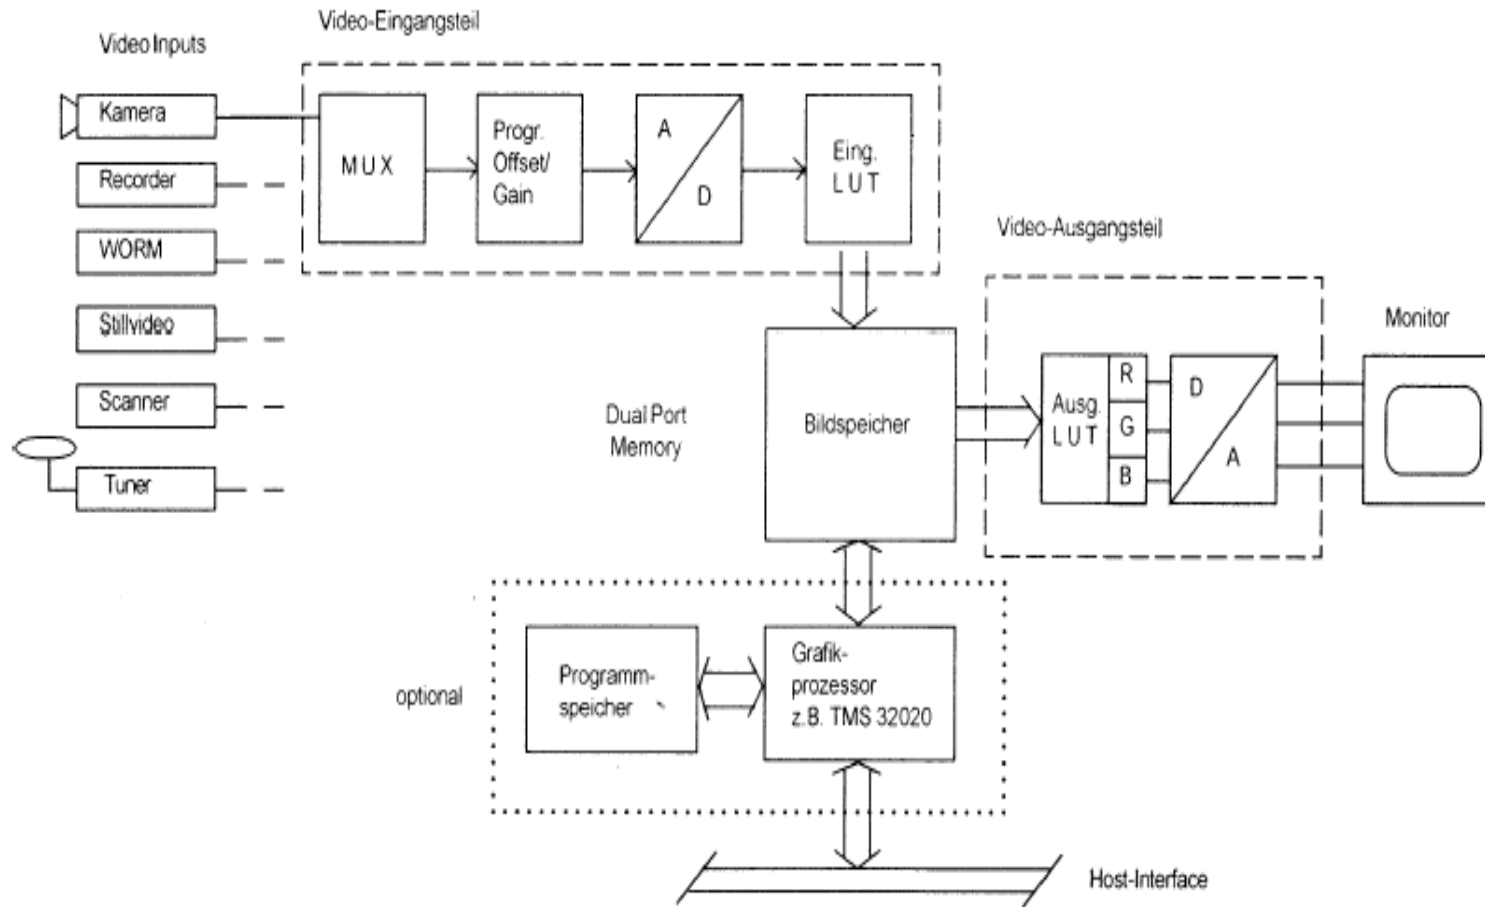 Video-Eingangsteil
Video Inputs
Kamera
Recorder
WORM
Stillvideo
Scanner
Tuner
MUX
Progr.
Offset/
Gain
A
D
Eing.
LUT
Video-Ausgangsteil
Monitor
Dual Port
Memory
Bildspeicher
Ausg.
LUT
R
G
B
D
A
optional
Programm-
speicher
Grafik-
prozessor
z.B. TMS 32020
Host-Interface